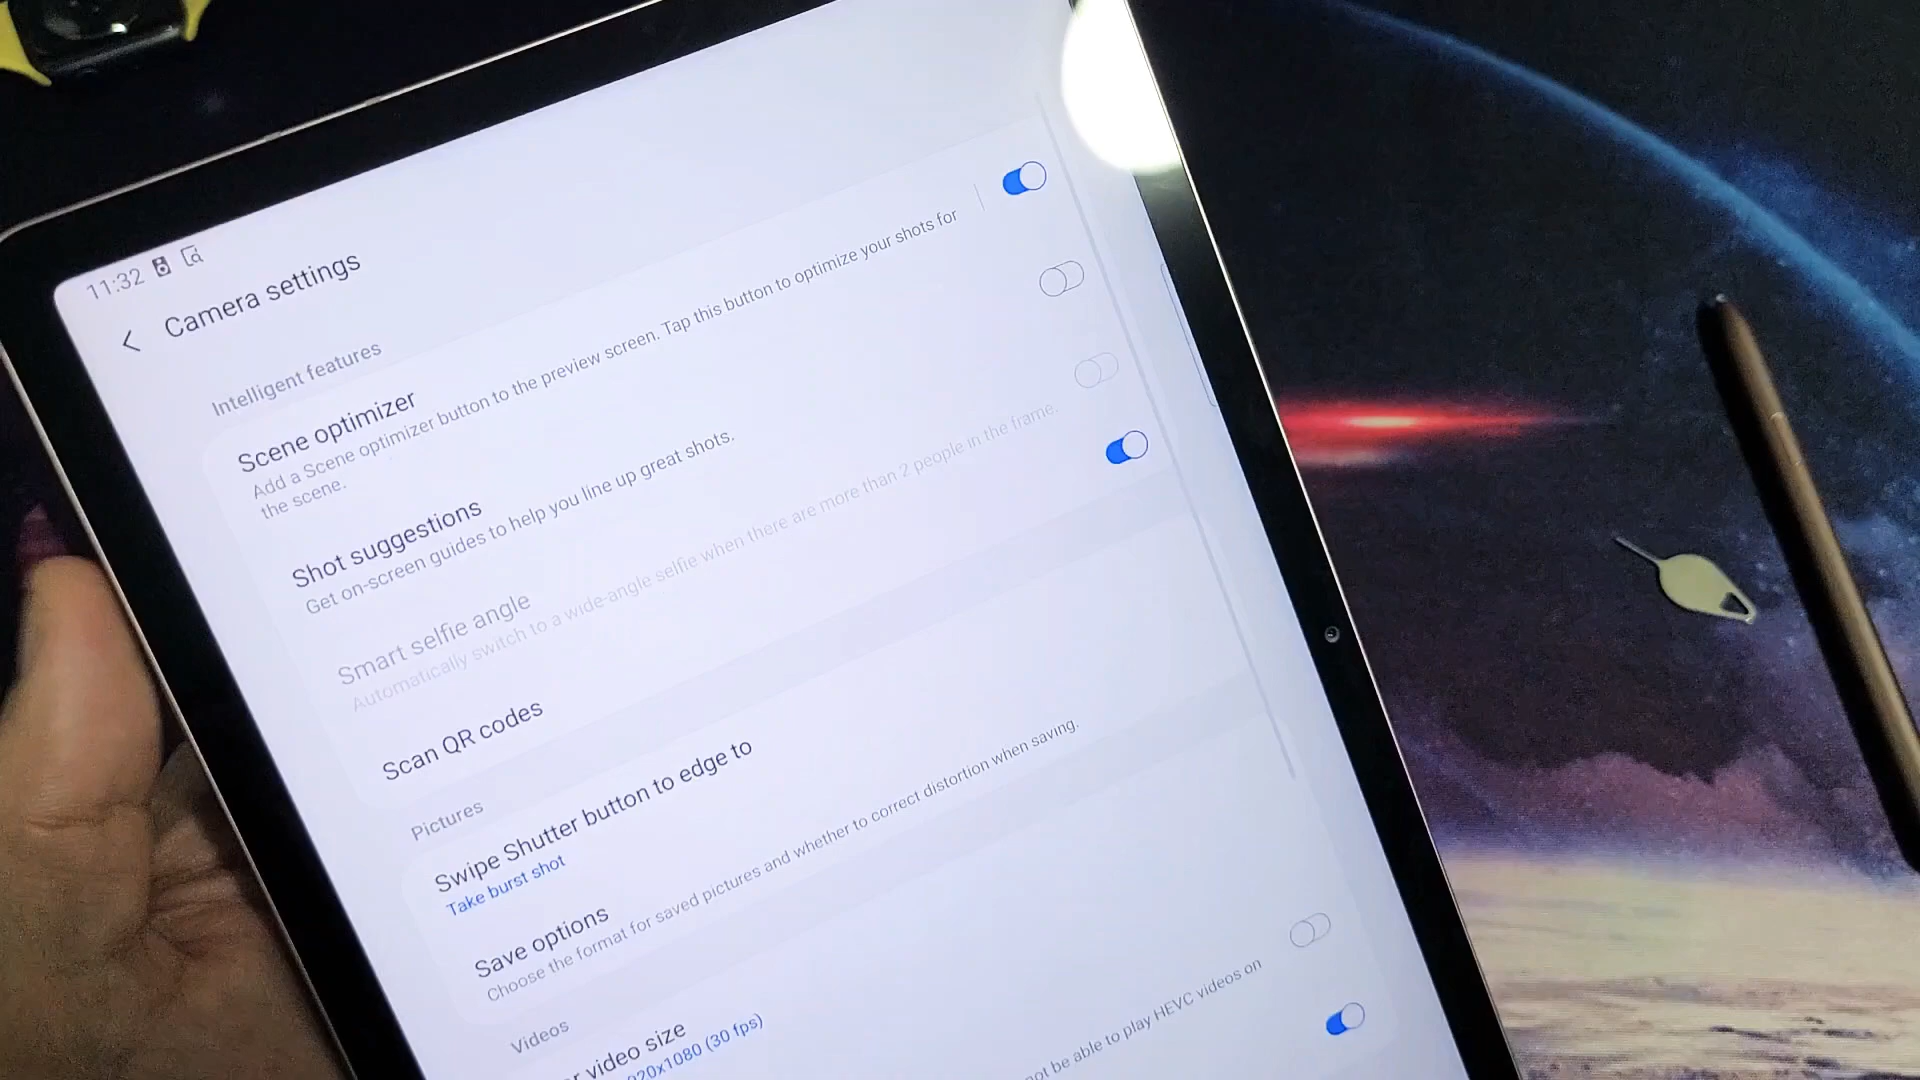 11:32
Camera settings
Intelligent features
Scene optimizer
Add a Scene optimizer button to the preview screen. Tap this button to optimize your shots for
the scene.
Shot suggestions
Get on-screen guides to help you line up great shots.
Smart selfie angle
Automatically switch to a wide-angle selfie when there are more than 2 people in the frame.
Scan QR codes
Pictures
Swipe Shutter button to edge to
Take burst shot
Save options
Choose the format for saved pictures and whether to correct distortion when saving.
Videos
video size
(30 fps)
not be able to play HEVC videos on